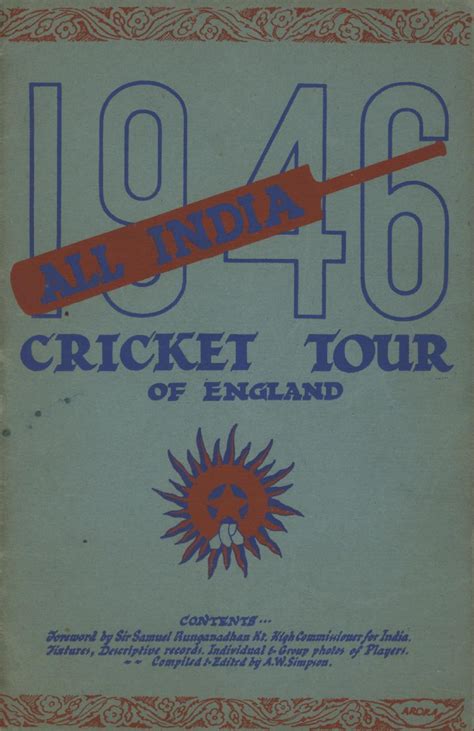 1946
ALL INDIA
CRICKET TOUR
OF ENGLAND
CONTENTS...
Foreword by Sir Samuel Runganadhan Kt. High Commissioner for India.
Fixtures, Descriptive records. Individual & Group photos of Players.
~~ Compiled & Edited by A.W. Simpson.
ARDKA